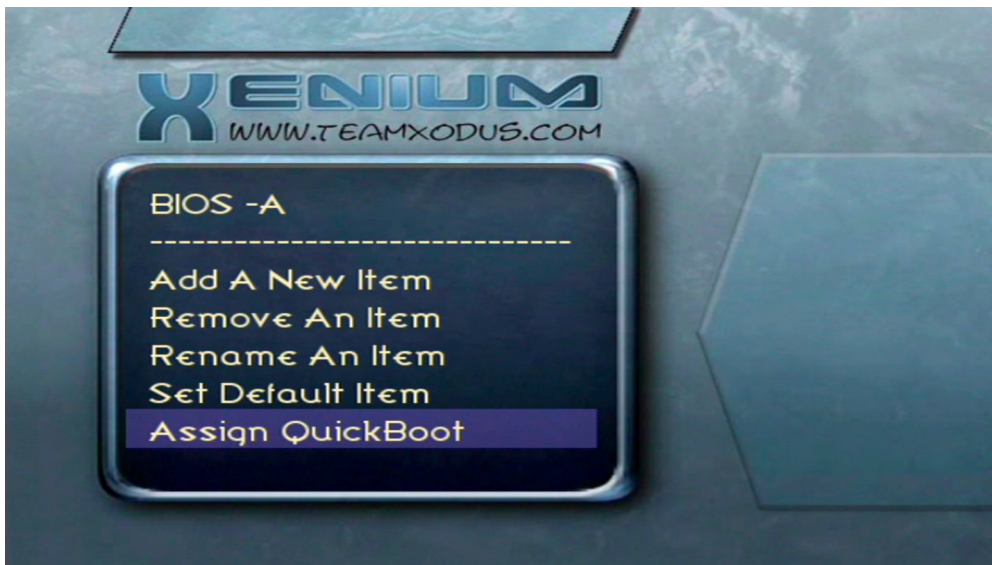 XENIUM
WWW.TEAMXODUS.COM
BIOS -A
------------------------------
Add A New Item
Remove An Item
Rename An Item
Set Default Item
Assign QuickBoot